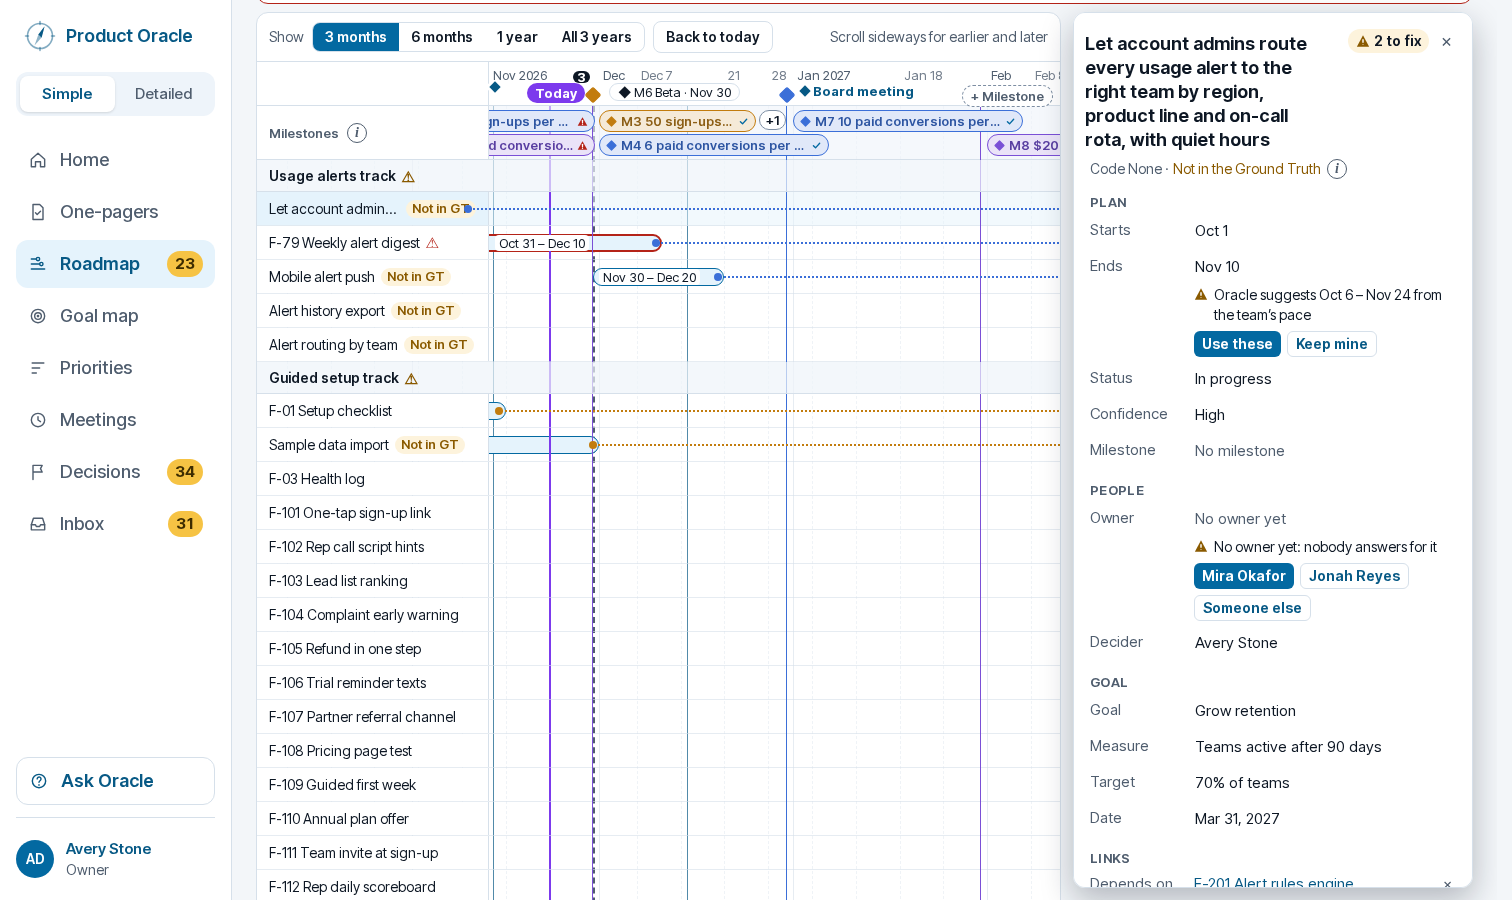 Product Oracle
Simple
Detailed
Home
One-pagers
Roadmap
23
Goal map
Priorities
Meetings
Decisions
34
Inbox
31
Ask Oracle
AD
Avery Stone
Owner
Show
3 months
6 months
1 year
All 3 years
Back to today
Scroll sideways for earlier and later
Nov 2026
3
Dec
Dec 7
21
28
Jan 2027
Jan 18
Feb
Feb
Today
M6 Beta · Nov 30
Board meeting
+ Milestone
Milestones
i
gn-ups per ...
M3 50 sign-ups...
+1
M7 10 paid conversions per...
d conversio...
M4 6 paid conversions per ...
M8 $20
Usage alerts track
Let account admin...
Not in GT
F-79 Weekly alert digest
Oct 31 – Dec 10
Mobile alert push
Not in GT
Nov 30 – Dec 20
Alert history export
Not in GT
Alert routing by team
Not in GT
Guided setup track
F-01 Setup checklist
Sample data import
Not in GT
F-03 Health log
F-101 One-tap sign-up link
F-102 Rep call script hints
F-103 Lead list ranking
F-104 Complaint early warning
F-105 Refund in one step
F-106 Trial reminder texts
F-107 Partner referral channel
F-108 Pricing page test
F-109 Guided first week
F-110 Annual plan offer
F-111 Team invite at sign-up
F-112 Rep daily scoreboard
Let account admins route
every usage alert to the
right team by region,
product line and on-call
rota, with quiet hours
2 to fix
×
Code None · Not in the Ground Truth
i
PLAN
Starts
Oct 1
Ends
Nov 10
Oracle suggests Oct 6 – Nov 24 from
the team's pace
Use these
Keep mine
Status
In progress
Confidence
High
Milestone
No milestone
PEOPLE
Owner
No owner yet
No owner yet: nobody answers for it
Mira Okafor
Jonah Reyes
Someone else
Decider
Avery Stone
GOAL
Goal
Grow retention
Measure
Teams active after 90 days
Target
70% of teams
Date
Mar 31, 2027
LINKS
Depends on
F-201 Alert rules engine
×